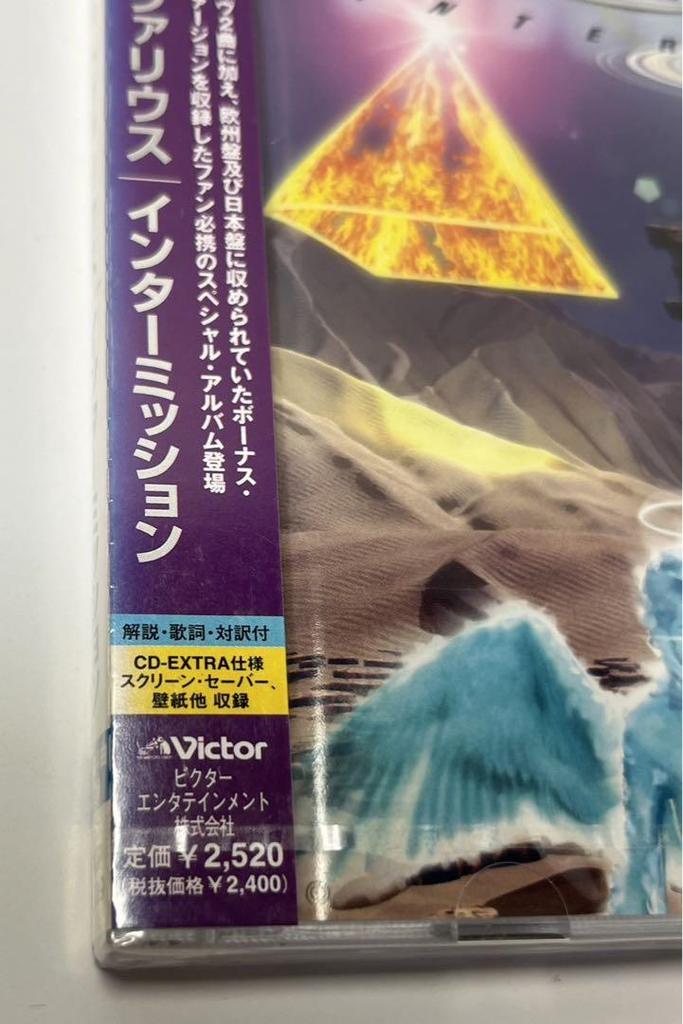 ヴ2曲に加え、欧州盤及び日本盤に収められていたボーナス・
ァージョンを収録したファン必携のスペシャル・アルバム登場
ァリウス／インターミッション
解説・歌詞・対訳付
CD-EXTRA仕様
スクリーン・セーバー、
壁紙他 収録
Victor
ビクター
エンタテインメント
株式会社
定価￥2,520
(税抜価格￥2,400)
N T E R